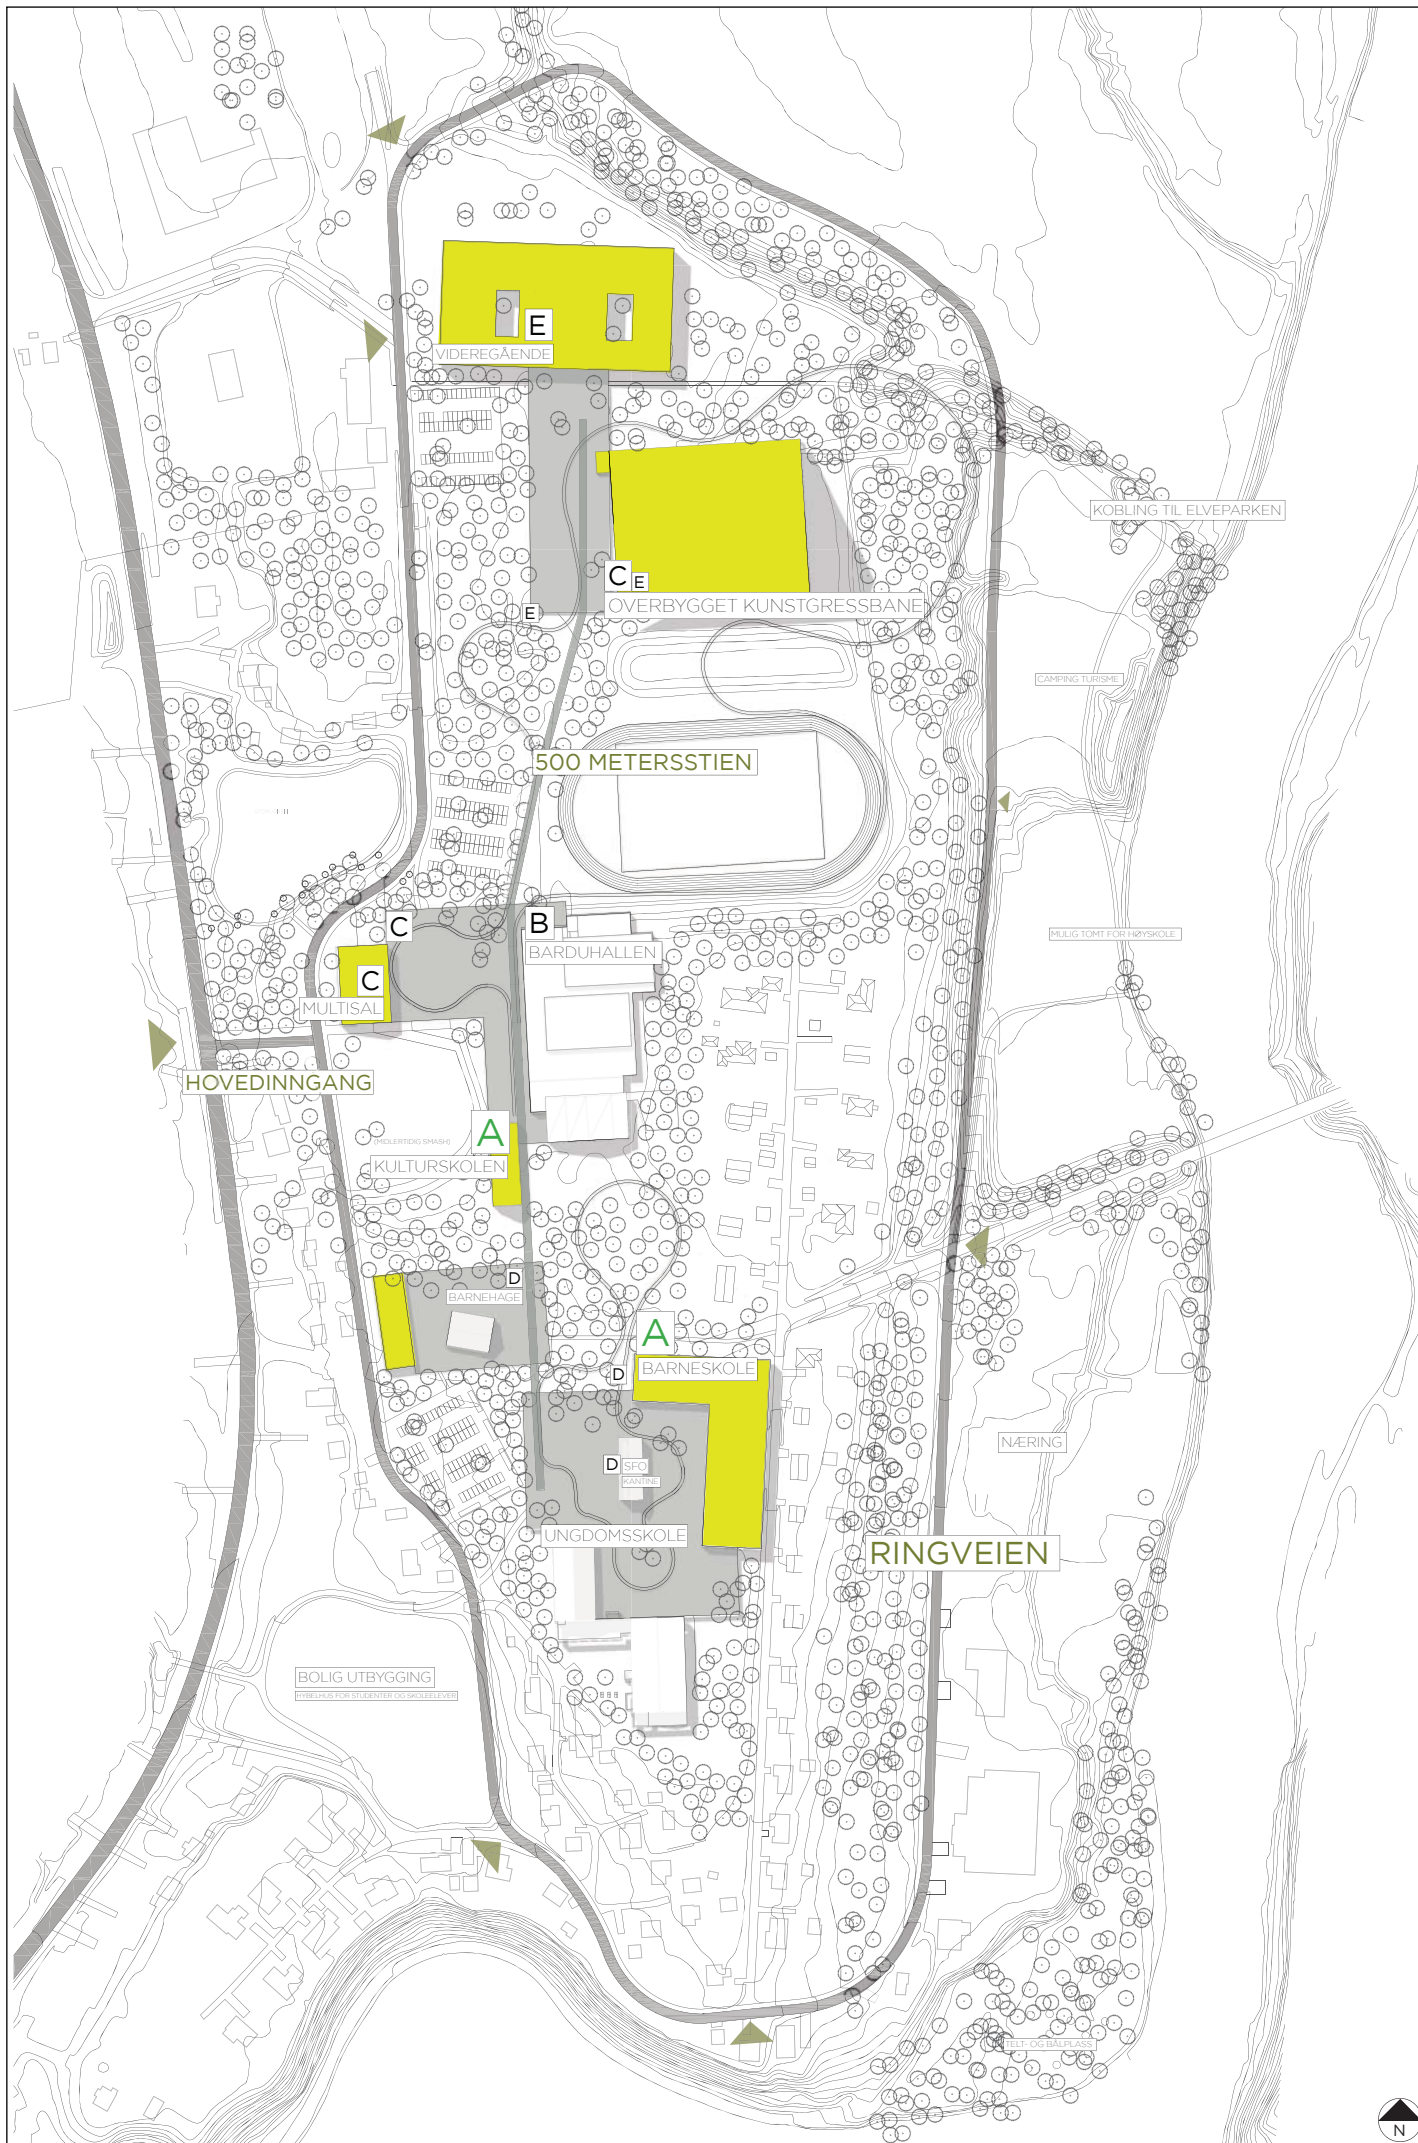 E
VIDEREGÅENDE
KOBLING TIL ELVEPARKEN
C E
OVERBYGGET KUNSTGRESSBANE
E
CAMPING TURISME
500 METERSSTIEN
C
B
BARDUHALLEN
MULIG TOMT FOR HØYSKOLE
C
MULTISAL
HOVEDINNGANG
A
(MIDLERTIDIG SMASH)
KULTURSKOLEN
D
BARNEHAGE
A
BARNESKOLE
D
NÆRING
D SFO
KANTINE
UNGDOMSSKOLE
RINGVEIEN
BOLIG UTBYGGING
HYBELHUS FOR STUDENTER OG SKOLEELEVER
TELT- OG BÅLPLASS
N